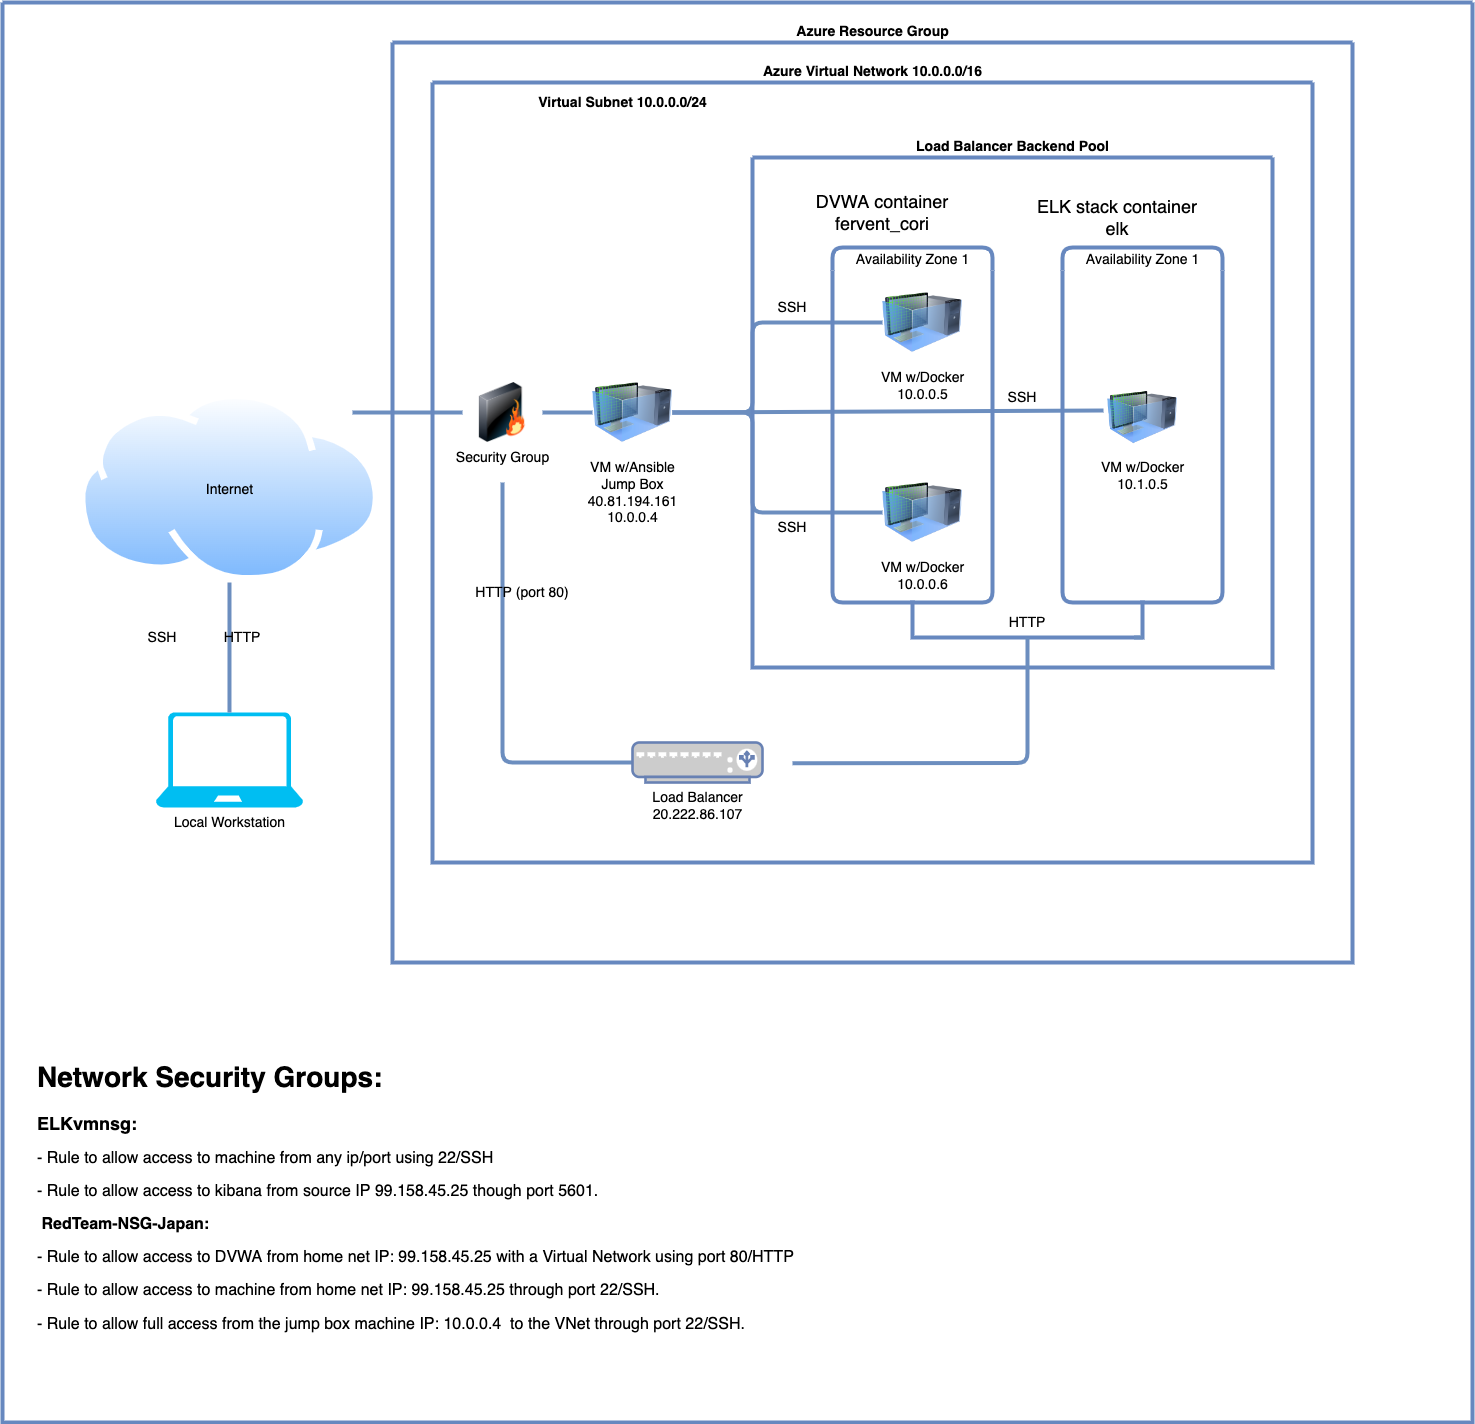 Azure Resource Group
Azure Virtual Network 10.0.0.0/16
Virtual Subnet 10.0.0.0/24
Load Balancer Backend Pool
DVWA container
fervent_cori
ELK stack container
elk
Availability Zone 1
Availability Zone 1
SSH
VM w/Docker
10.0.0.5
SSH
Security Group
VM w/Ansible
Jump Box
40.81.194.161
10.0.0.4
VM w/Docker
10.1.0.5
Internet
SSH
VM w/Docker
10.0.0.6
HTTP (port 80)
HTTP
SSH
HTTP
Load Balancer
20.222.86.107
Local Workstation
Network Security Groups:
ELKvmnsg:
- Rule to allow access to machine from any ip/port using 22/SSH
- Rule to allow access to kibana from source IP 99.158.45.25 though port 5601.
RedTeam-NSG-Japan:
- Rule to allow access to DVWA from home net IP: 99.158.45.25 with a Virtual Network using port 80/HTTP
- Rule to allow access to machine from home net IP: 99.158.45.25 through port 22/SSH.
- Rule to allow full access from the jump box machine IP: 10.0.0.4  to the VNet through port 22/SSH.